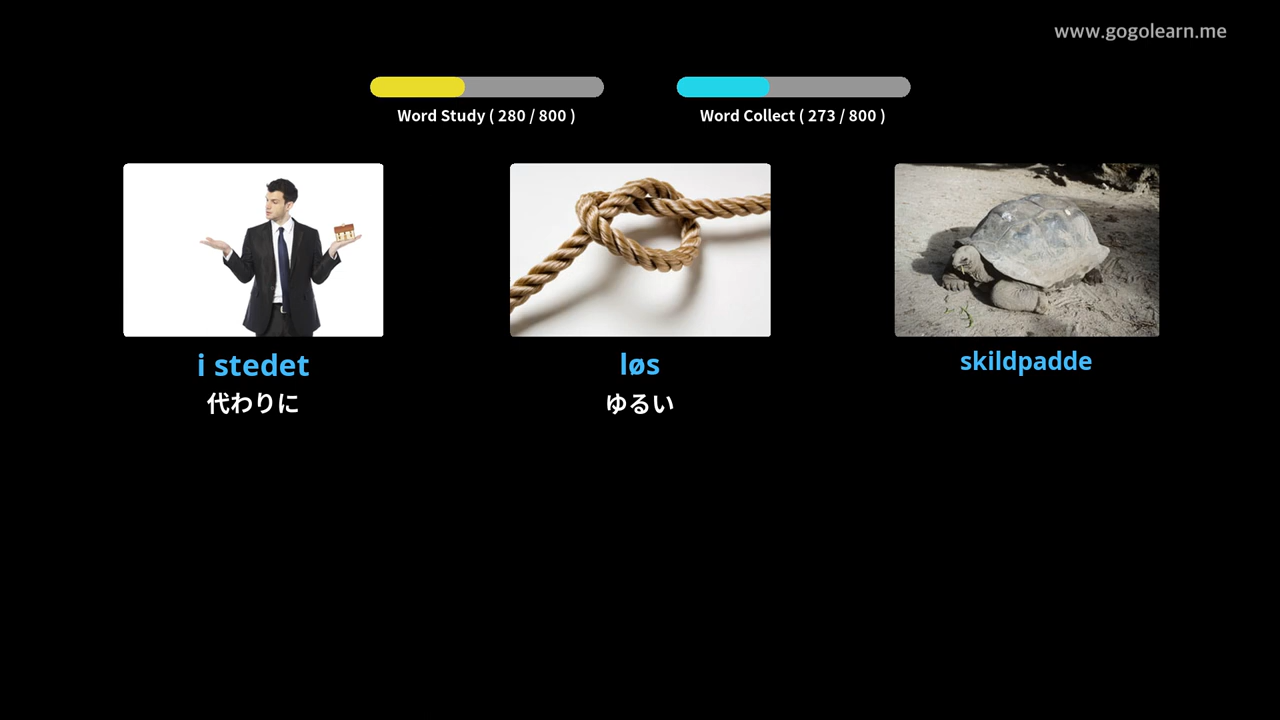 www.gogolearn.me
Word Study ( 280 / 800 )
Word Collect ( 273 / 800 )
i stedet
løs
skildpadde
代わりに
ゆるい